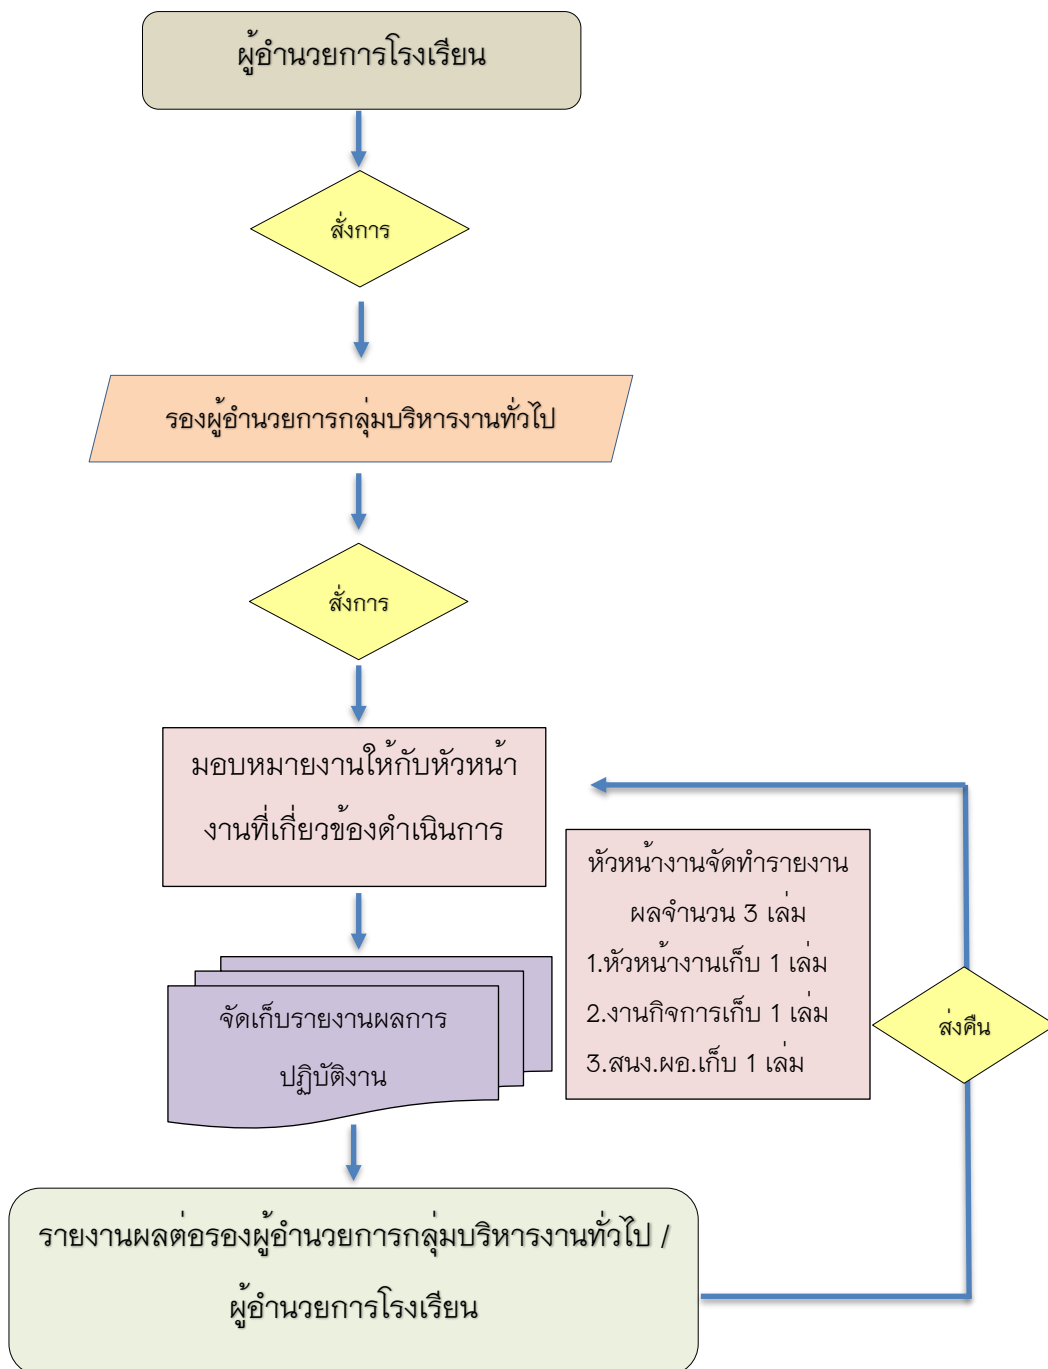 ผู้อำนวยการโรงเรียน
สั่งการ
รองผู้อำนวยการกลุ่มบริหารงานทั่วไป
สั่งการ
มอบหมายงานให้กับหัวหน้า
งานที่เกี่ยวข้องดำเนินการ
หัวหน้างานจัดทำรายงาน
ผลจำนวน 3 เล่ม
1.หัวหน้างานเก็บ 1 เล่ม
2.งานกิจการเก็บ 1 เล่ม
3.สนง.ผอ.เก็บ 1 เล่ม
ส่งคืน
จัดเก็บรายงานผลการ
ปฏิบัติงาน
รายงานผลต่อรองผู้อำนวยการกลุ่มบริหารงานทั่วไป /
ผู้อำนวยการโรงเรียน